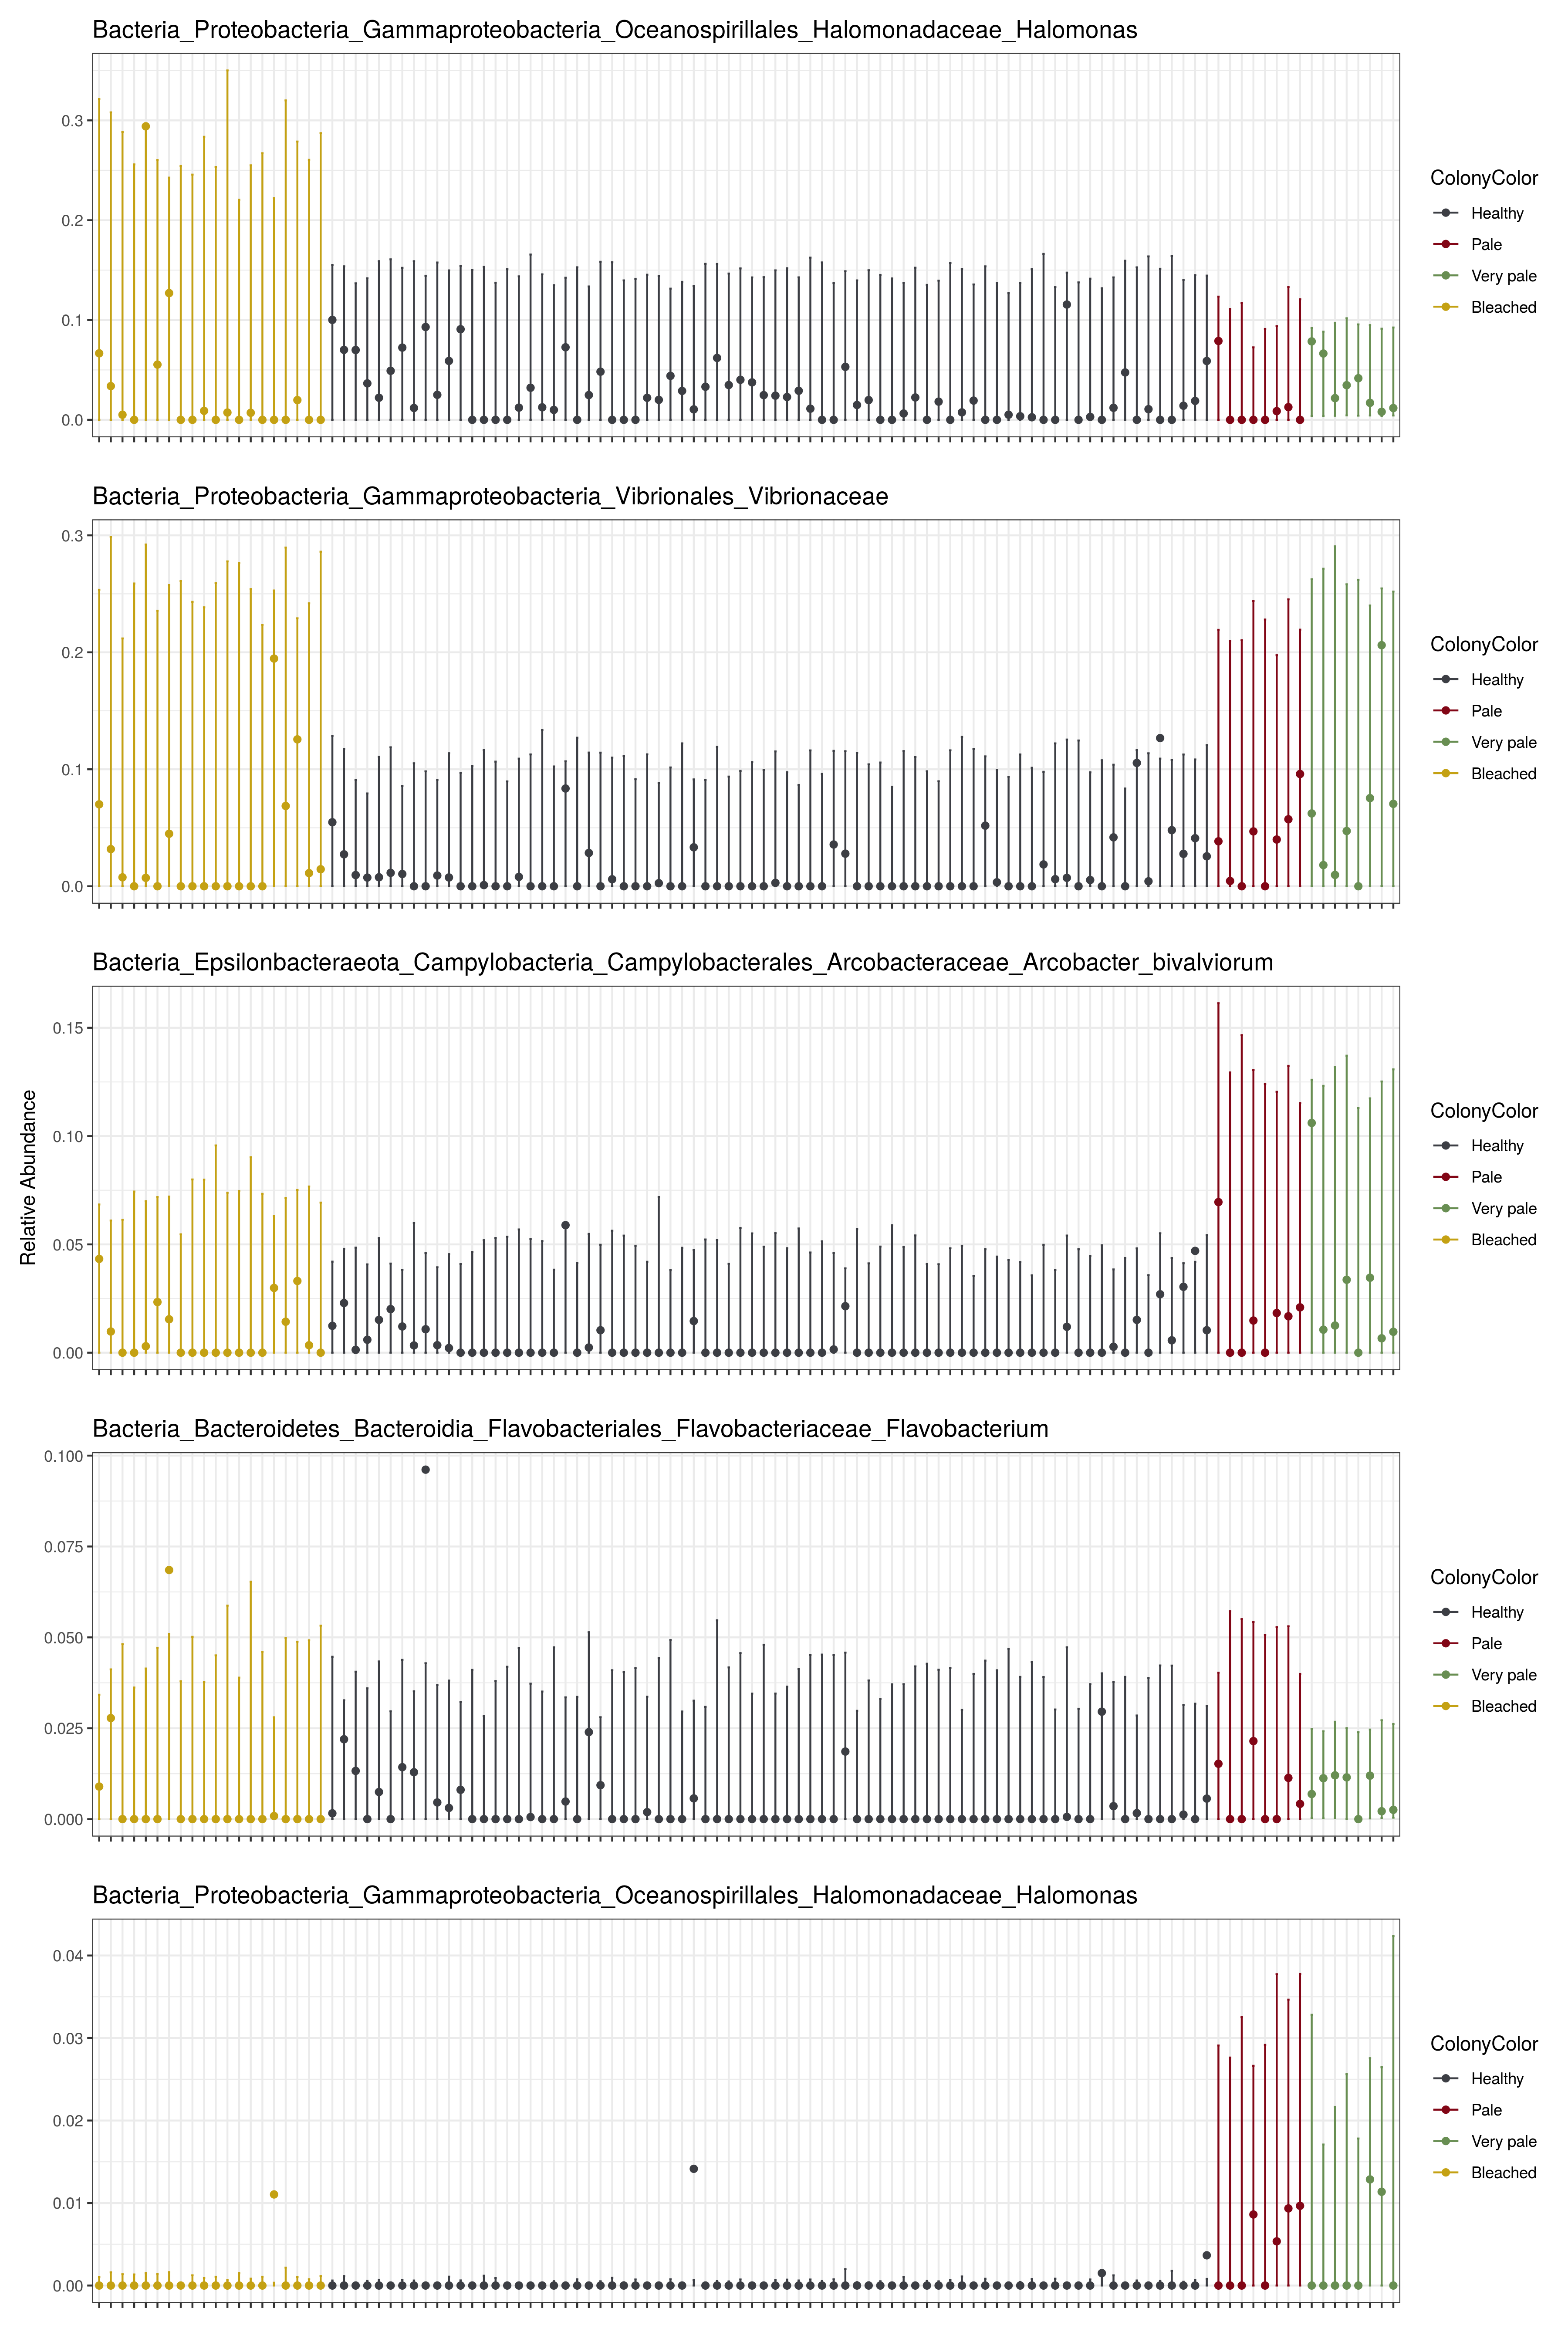 Bacteria_Proteobacteria_Gammaproteobacteria_Oceanospirillales_Halomonadaceae_Halomonas
0.3
0.2
0.1
0.0
ColonyColor
Healthy
Pale
Very pale
Bleached
Bacteria_Proteobacteria_Gammaproteobacteria_Vibrionales_Vibrionaceae
0.3
0.2
0.1
0.0
ColonyColor
Healthy
Pale
Very pale
Bleached
Bacteria_Epsilonbacteraeota_Campylobacteria_Campylobacterales_Arcobacteraceae_Arcobacter_bivalviorum
Relative Abundance
0.15
0.10
0.05
0.00
ColonyColor
Healthy
Pale
Very pale
Bleached
Bacteria_Bacteroidetes_Bacteroidia_Flavobacteriales_Flavobacteriaceae_Flavobacterium
0.100
0.075
0.050
0.025
0.000
ColonyColor
Healthy
Pale
Very pale
Bleached
Bacteria_Proteobacteria_Gammaproteobacteria_Oceanospirillales_Halomonadaceae_Halomonas
0.04
0.03
0.02
0.01
0.00
ColonyColor
Healthy
Pale
Very pale
Bleached